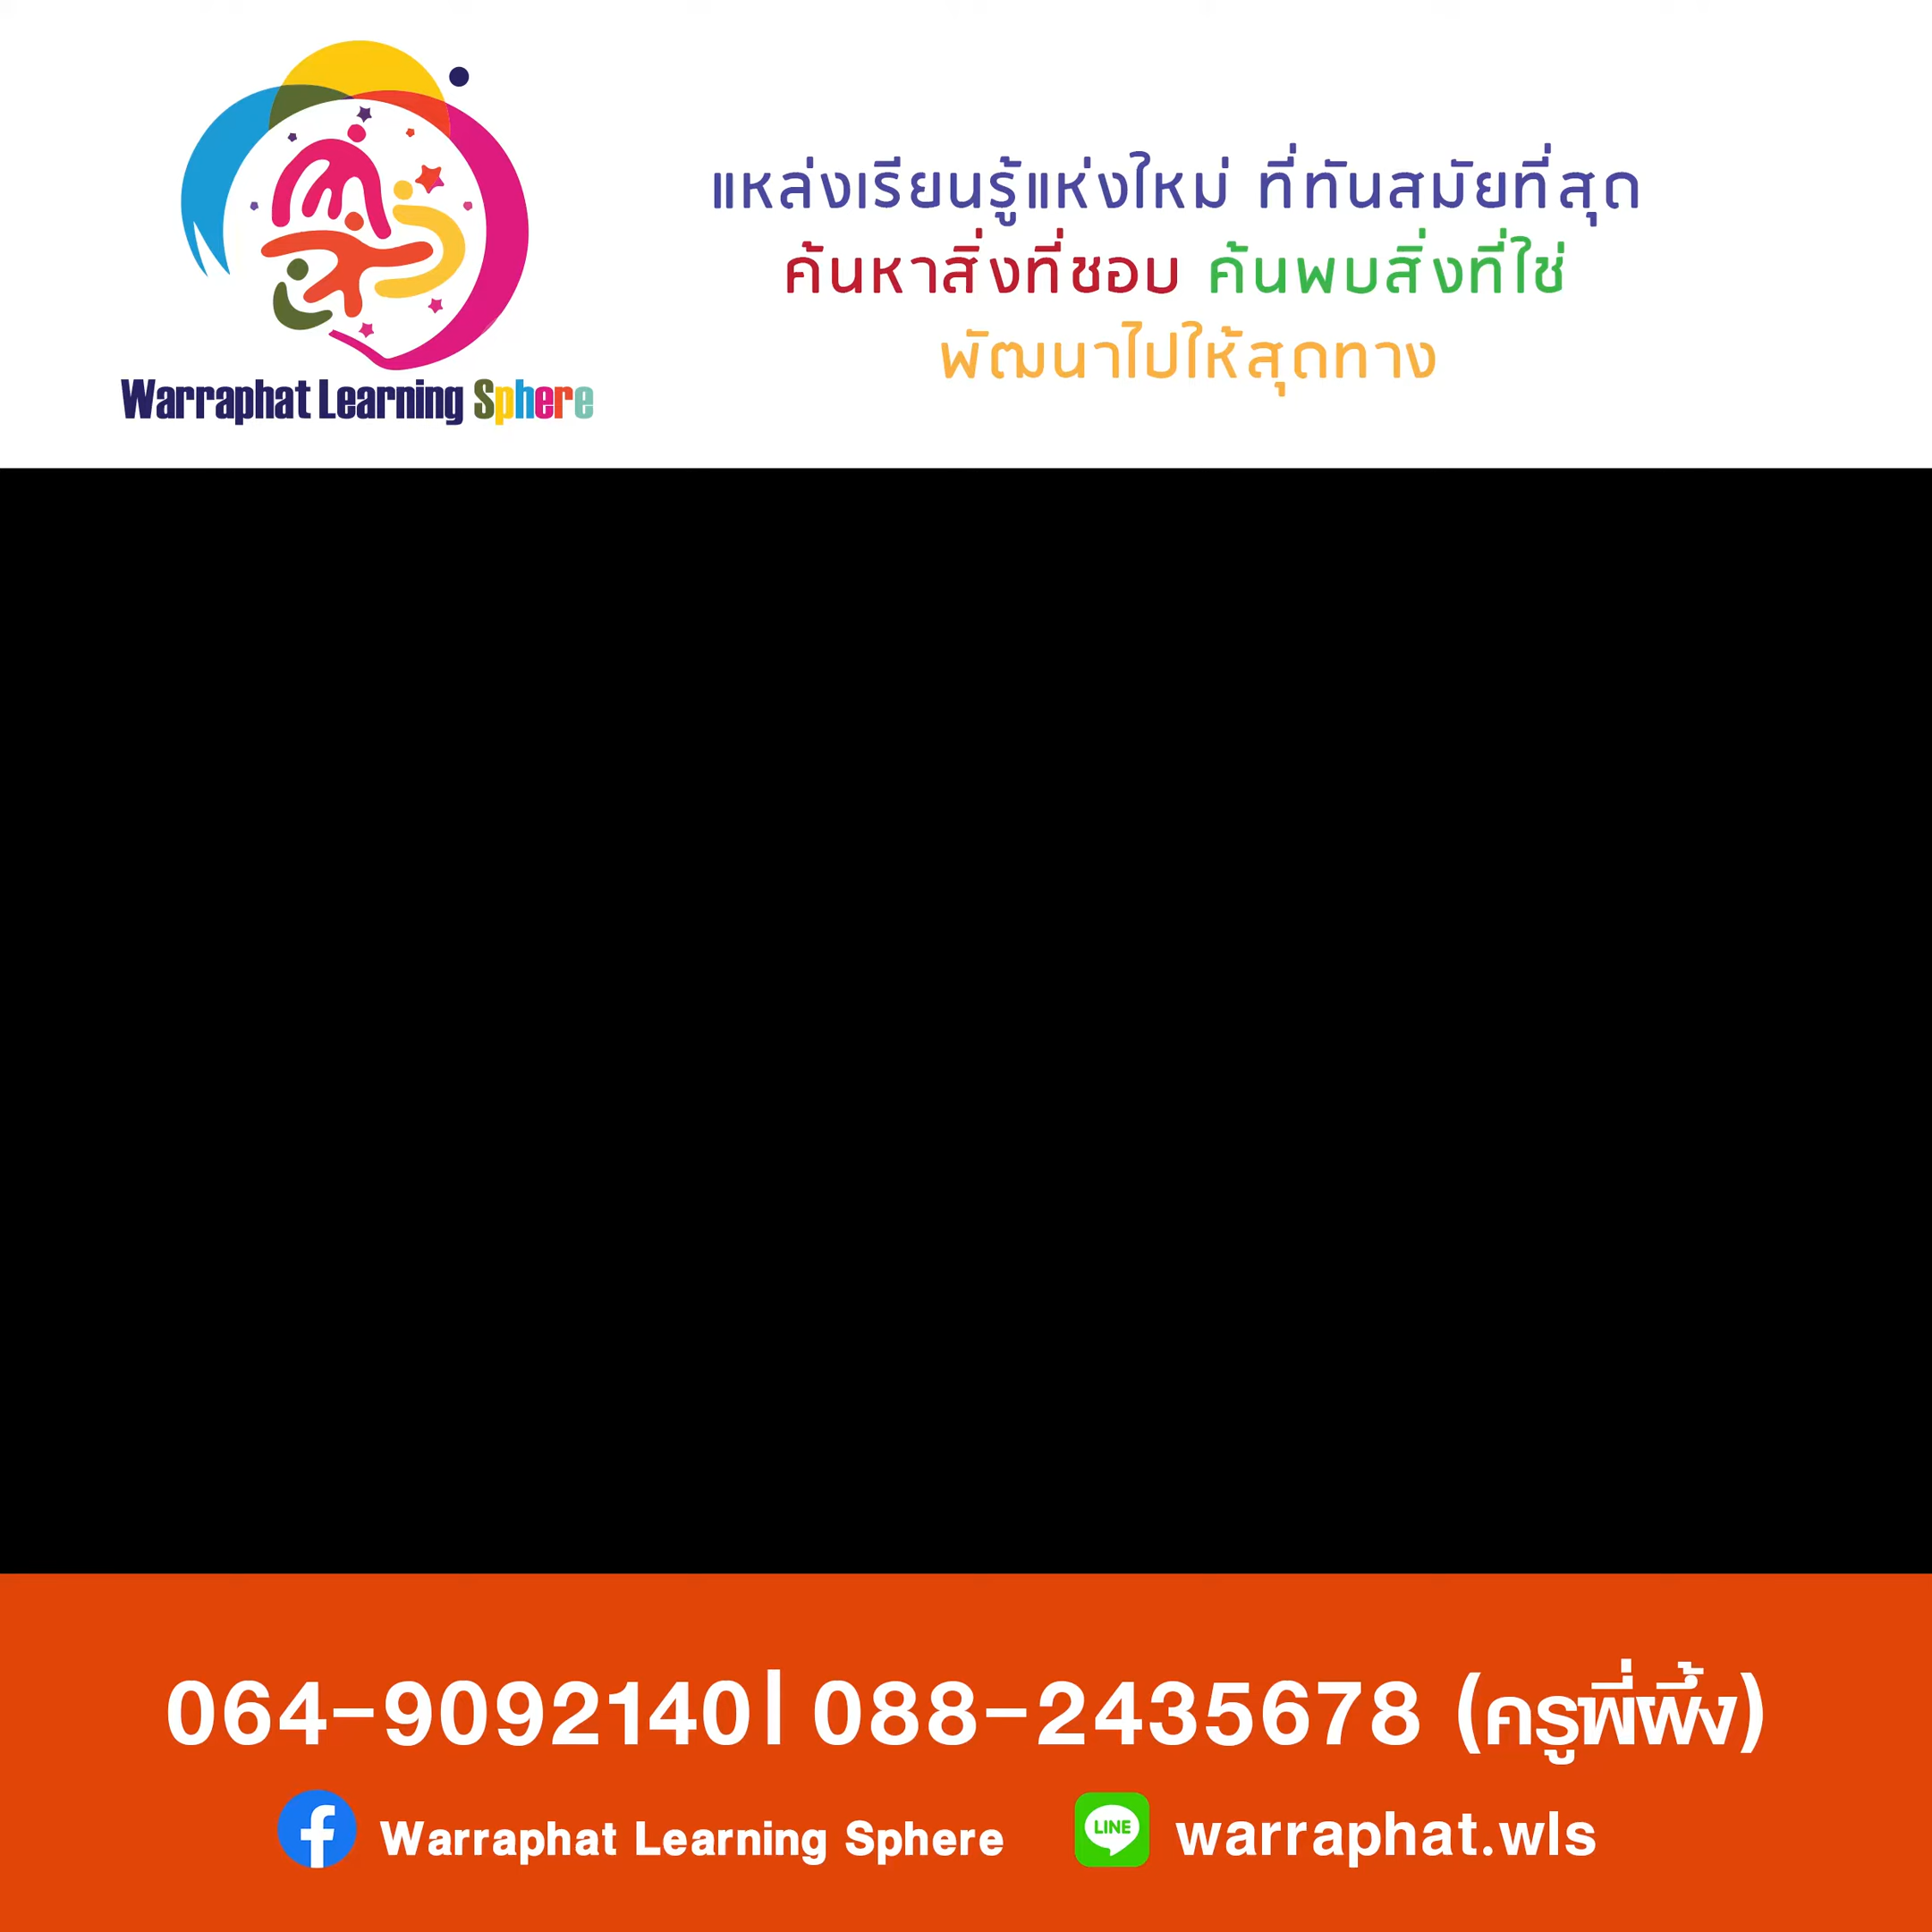 แหล่งเรียนรู้แห่งใหม่ ที่ทันสมัยที่สุด
ค้นหาสิ่งที่ชอบ ค้นพบสิ่งที่ใช่
พัฒนาไปให้สุดทาง
Warraphat Learning Sphere
064-9092140| 088-2435678 (ครูพี่ผึ้ง)
Warraphat Learning Sphere
LINE warraphat.wls